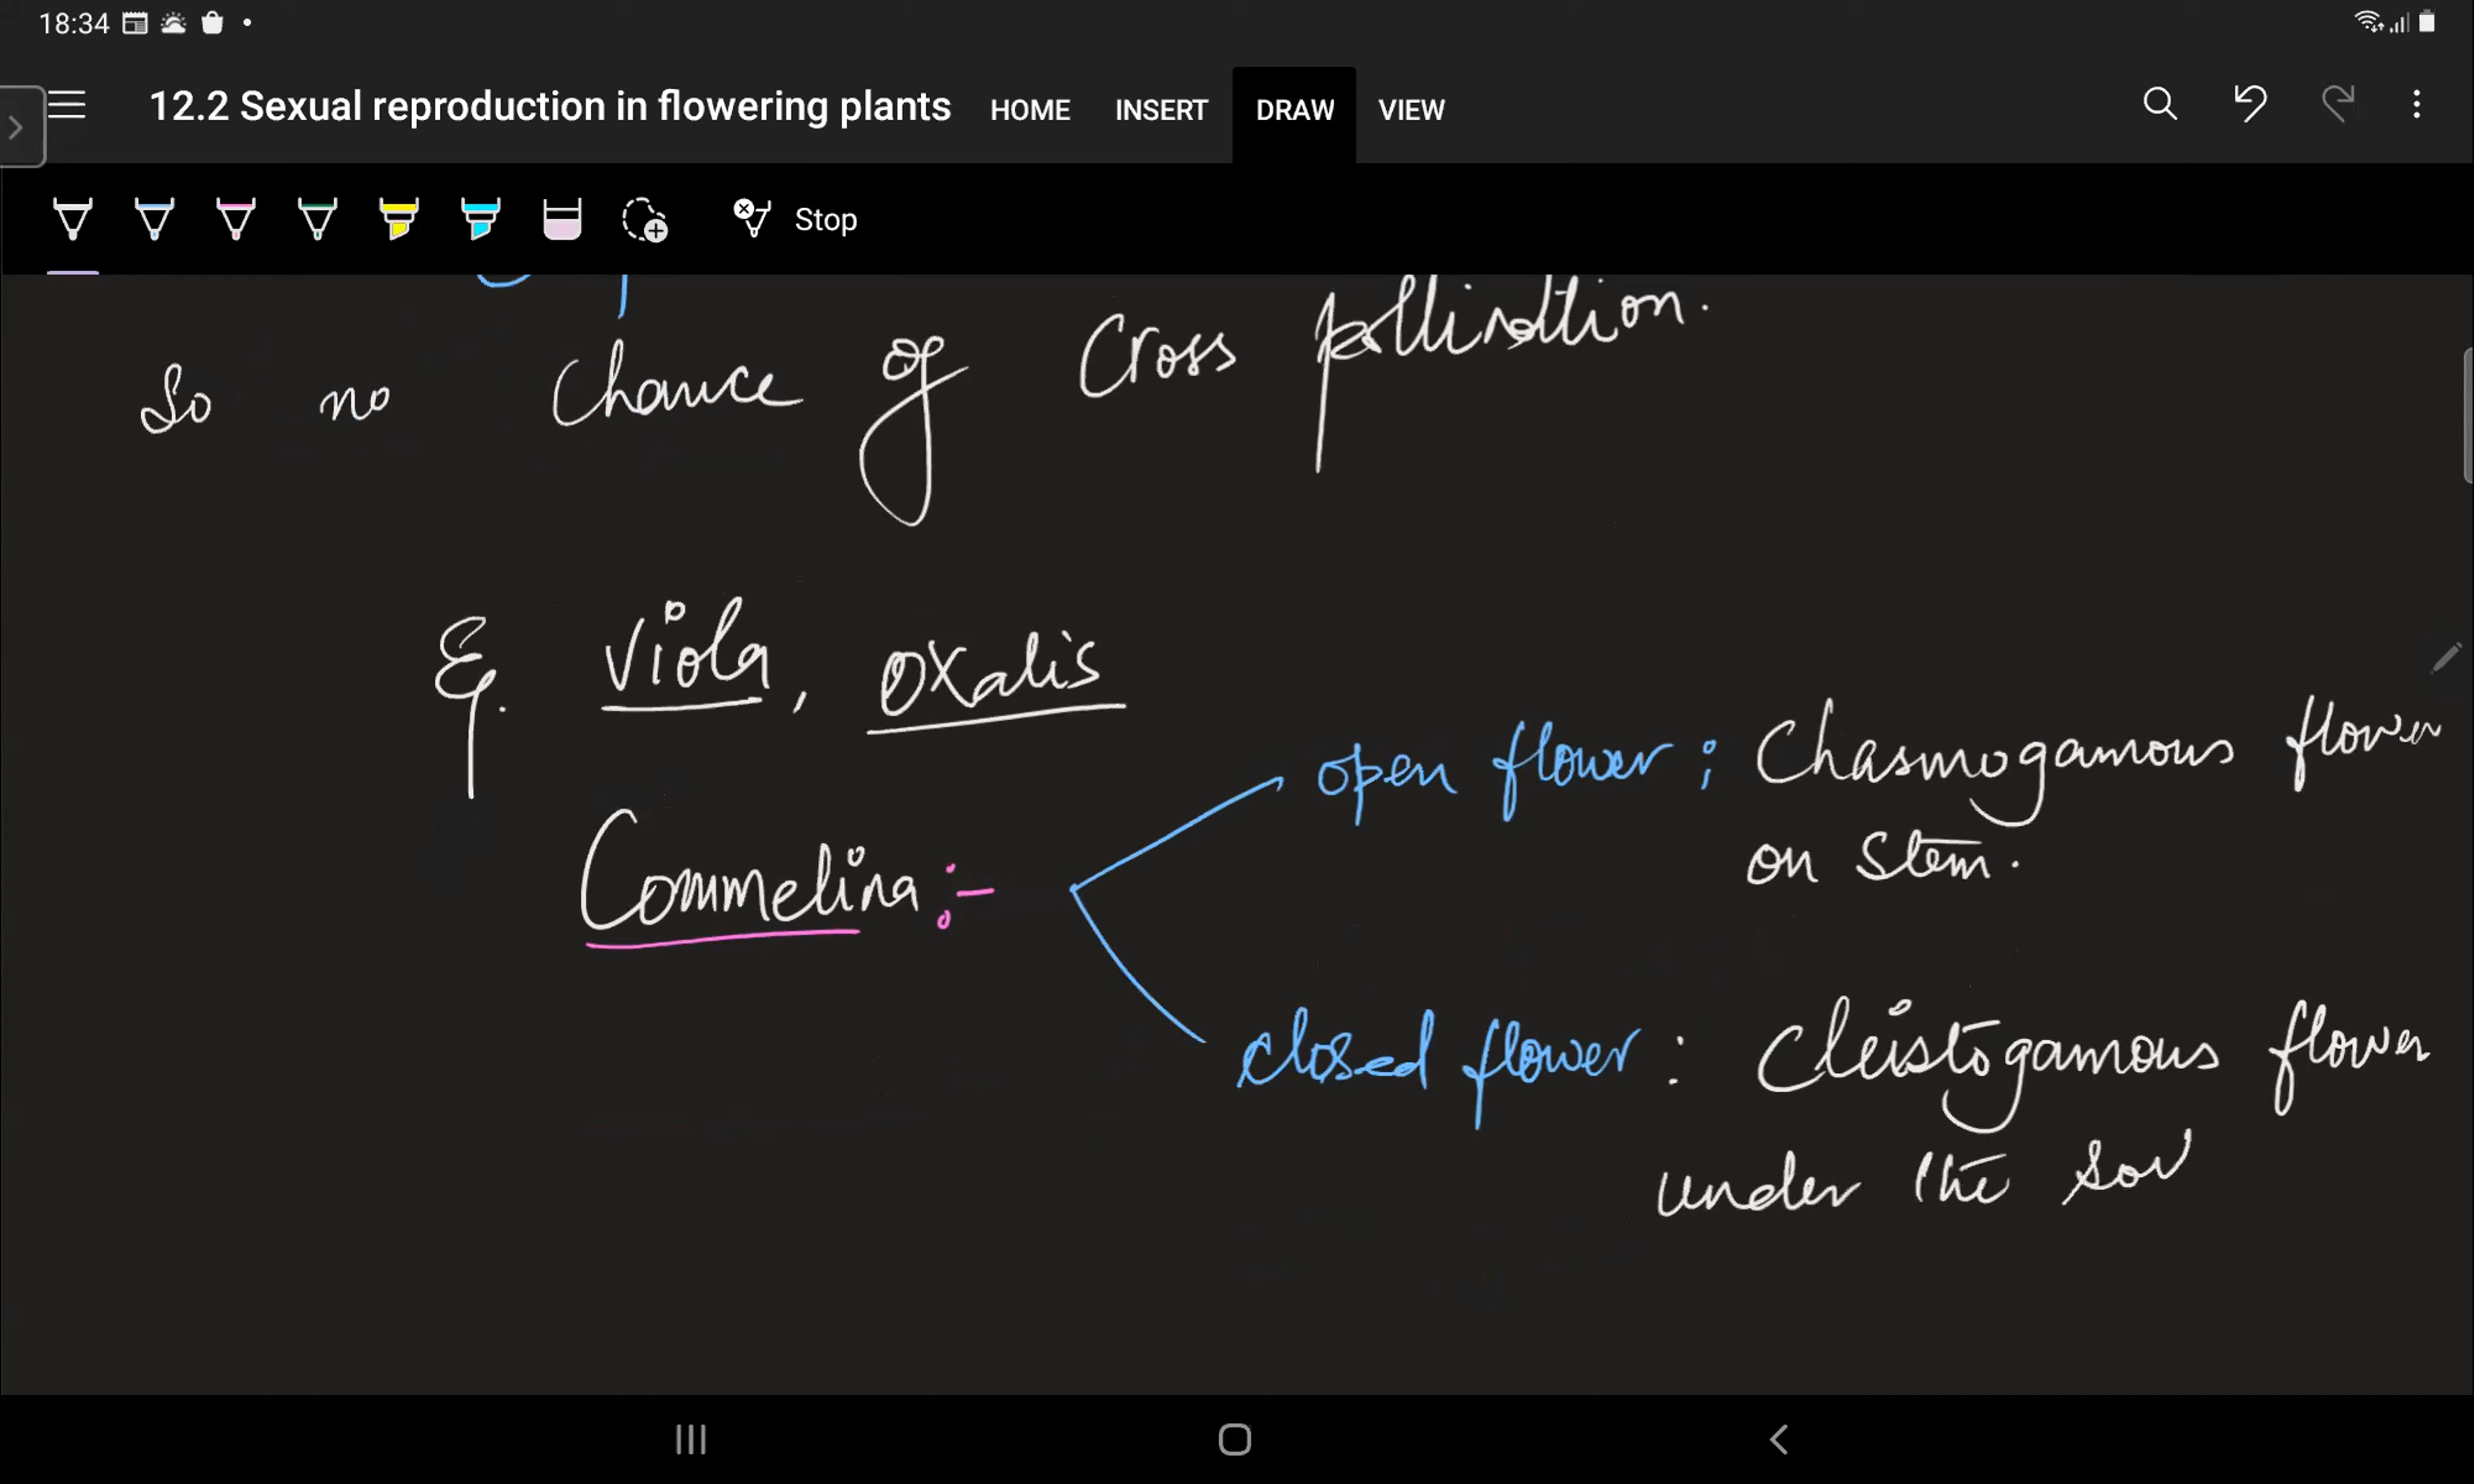 18:34
12.2 Sexual reproduction in flowering plants HOME INSERT DRAW VIEW
Stop
So no chance of Cross pollination.
Eg. Viola, Oxalis
open flower ; Chasmogamous flower
on Stem.
Commelina :-
closed flower : Cleistogamous flower
under the